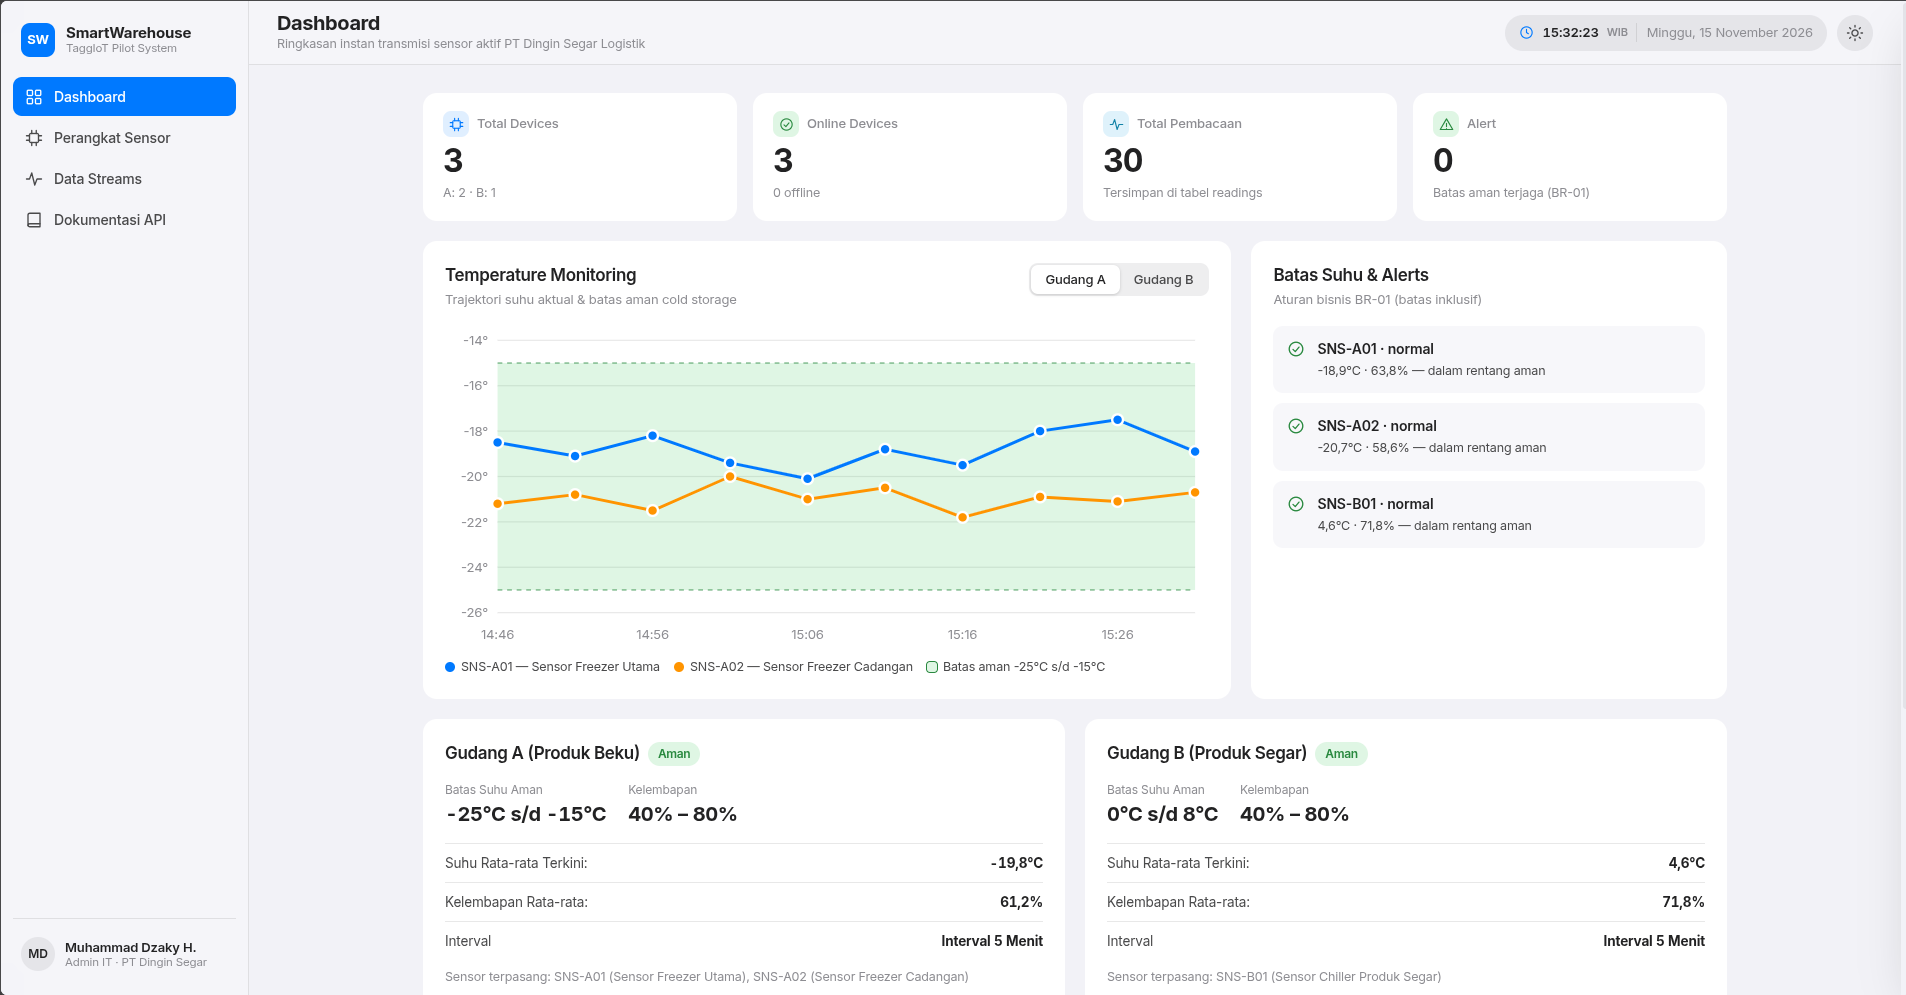 SW
SmartWarehouse
TaggIoT Pilot System
Dashboard
Perangkat Sensor
Data Streams
Dokumentasi API
MD
Muhammad Dzaky H.
Admin IT · PT Dingin Segar
Dashboard
Ringkasan instan transmisi sensor aktif PT Dingin Segar Logistik
15:32:23 WIB Minggu, 15 November 2026
Total Devices
3
A: 2 · B: 1
Online Devices
3
0 offline
Total Pembacaan
30
Tersimpan di tabel readings
Alert
0
Batas aman terjaga (BR-01)
Temperature Monitoring
Trajektori suhu aktual & batas aman cold storage
Gudang A Gudang B
-14°
-16°
-18°
-20°
-22°
-24°
-26°
14:46 14:56 15:06 15:16 15:26
SNS-A01 — Sensor Freezer Utama SNS-A02 — Sensor Freezer Cadangan Batas aman -25°C s/d -15°C
Batas Suhu & Alerts
Aturan bisnis BR-01 (batas inklusif)
SNS-A01 · normal
-18,9°C · 63,8% — dalam rentang aman
SNS-A02 · normal
-20,7°C · 58,6% — dalam rentang aman
SNS-B01 · normal
4,6°C · 71,8% — dalam rentang aman
Gudang A (Produk Beku) Aman
Batas Suhu Aman Kelembapan
-25°C s/d -15°C 40% – 80%
Suhu Rata-rata Terkini: -19,8°C
Kelembapan Rata-rata: 61,2%
Interval Interval 5 Menit
Sensor terpasang: SNS-A01 (Sensor Freezer Utama), SNS-A02 (Sensor Freezer Cadangan)
Gudang B (Produk Segar) Aman
Batas Suhu Aman Kelembapan
0°C s/d 8°C 40% – 80%
Suhu Rata-rata Terkini: 4,6°C
Kelembapan Rata-rata: 71,8%
Interval Interval 5 Menit
Sensor terpasang: SNS-B01 (Sensor Chiller Produk Segar)